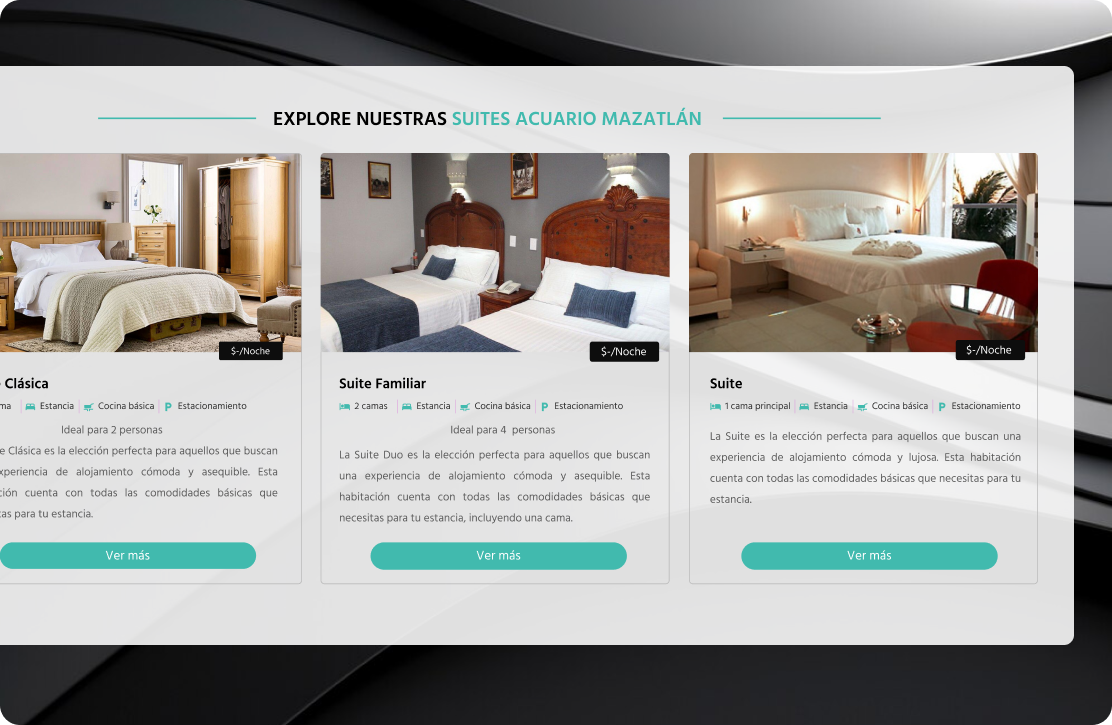 EXPLORE NUESTRAS SUITES ACUARIO MAZATLÁN
$-/Noche
Clásica
Estancia Cocina básica Estacionamiento
Ideal para 2 personas
Clásica es la elección perfecta para aquellos que buscan
de alojamiento cómoda y asequible. Esta
cuenta con todas las comodidades básicas que
para tu estancia.
Ver más
$-/Noche
Suite Familiar
2 camas Estancia Cocina básica Estacionamiento
Ideal para 4 personas
La Suite Duo es la elección perfecta para aquellos que buscan
una experiencia de alojamiento cómoda y asequible. Esta
habitación cuenta con todas las comodidades básicas que
necesitas para tu estancia, incluyendo una cama.
Ver más
$-/Noche
Suite
1 cama principal Estancia Cocina básica Estacionamiento
La Suite es la elección perfecta para aquellos que buscan una
experiencia de alojamiento cómoda y lujosa. Esta habitación
cuenta con todas las comodidades básicas que necesitas para tu
estancia.
Ver más